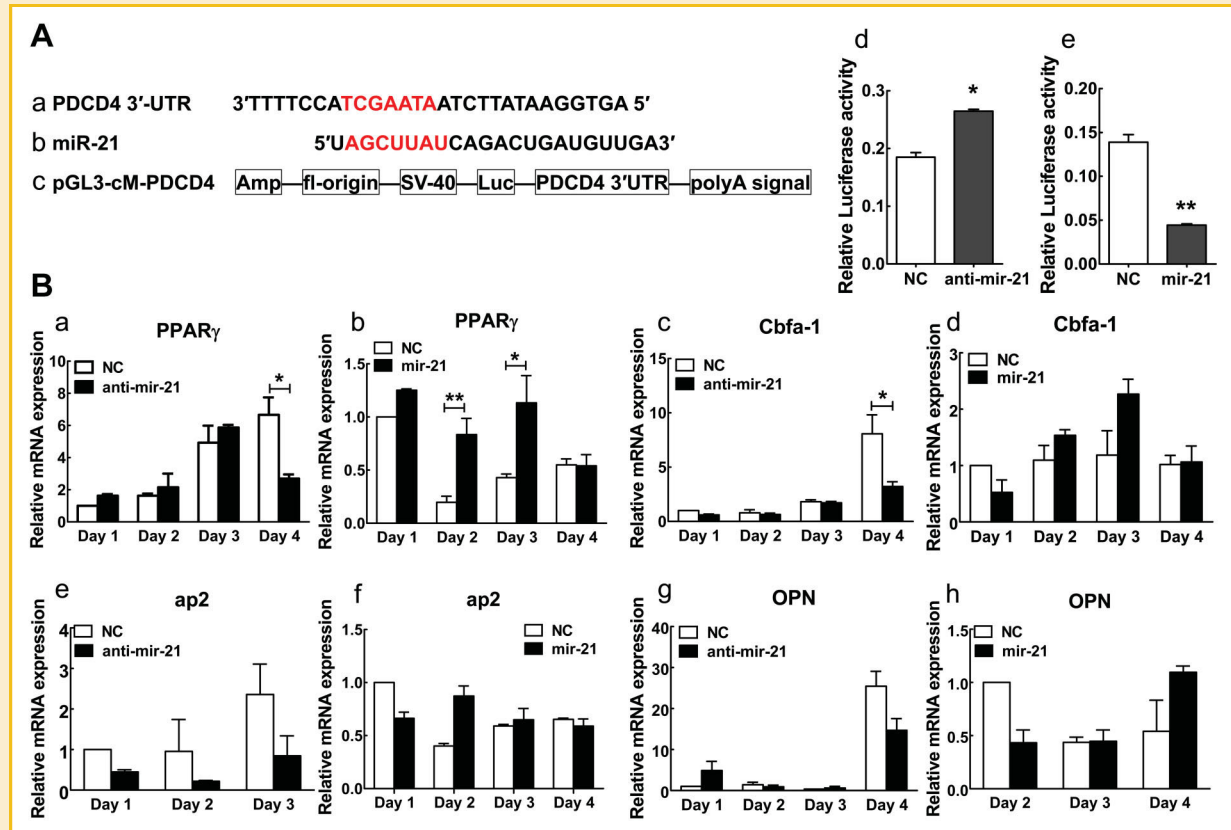 A
a PDCD4 3′-UTR 3′TTTTCCATCGAATAATCTTATAAGGTGA 5′
b miR-21 5′UAGCUUAUCAGACUGAUGUUGA3′
c pGL3-cM-PDCD4 Amp fl-origin SV-40 Luc PDCD4 3′UTR polyA signal
d
Relative Luciferase activity
0.3
0.2
0.1
0.0
*
NC anti-mir-21
e
Relative Luciferase activity
0.20
0.15
0.10
0.05
0.00
**
NC mir-21
B
a
PPARγ
Relative mRNA expression
10
8
6
4
2
0
NC
anti-mir-21
*
Day 1 Day 2 Day 3 Day 4
b
PPARγ
Relative mRNA expression
1.5
1.0
0.5
0.0
NC
mir-21
**
*
Day 1 Day 2 Day 3 Day 4
c
Cbfa-1
Relative mRNA expression
15
10
5
0
NC
anti-mir-21
*
Day 1 Day 2 Day 3 Day 4
d
Cbfa-1
Relative mRNA expression
3
2
1
0
NC
mir-21
Day 1 Day 2 Day 3 Day 4
e
ap2
Relative mRNA expression
4
3
2
1
0
NC
anti-mir-21
Day 1 Day 2 Day 3
f
ap2
Relative mRNA expression
1.5
1.0
0.5
0.0
NC
mir-21
Day 1 Day 2 Day 3 Day 4
g
OPN
Relative mRNA expression
40
30
20
10
0
NC
anti-mir-21
Day 1 Day 2 Day 3 Day 4
h
OPN
Relative mRNA expression
1.5
1.0
0.5
0.0
NC
mir-21
Day 2 Day 3 Day 4